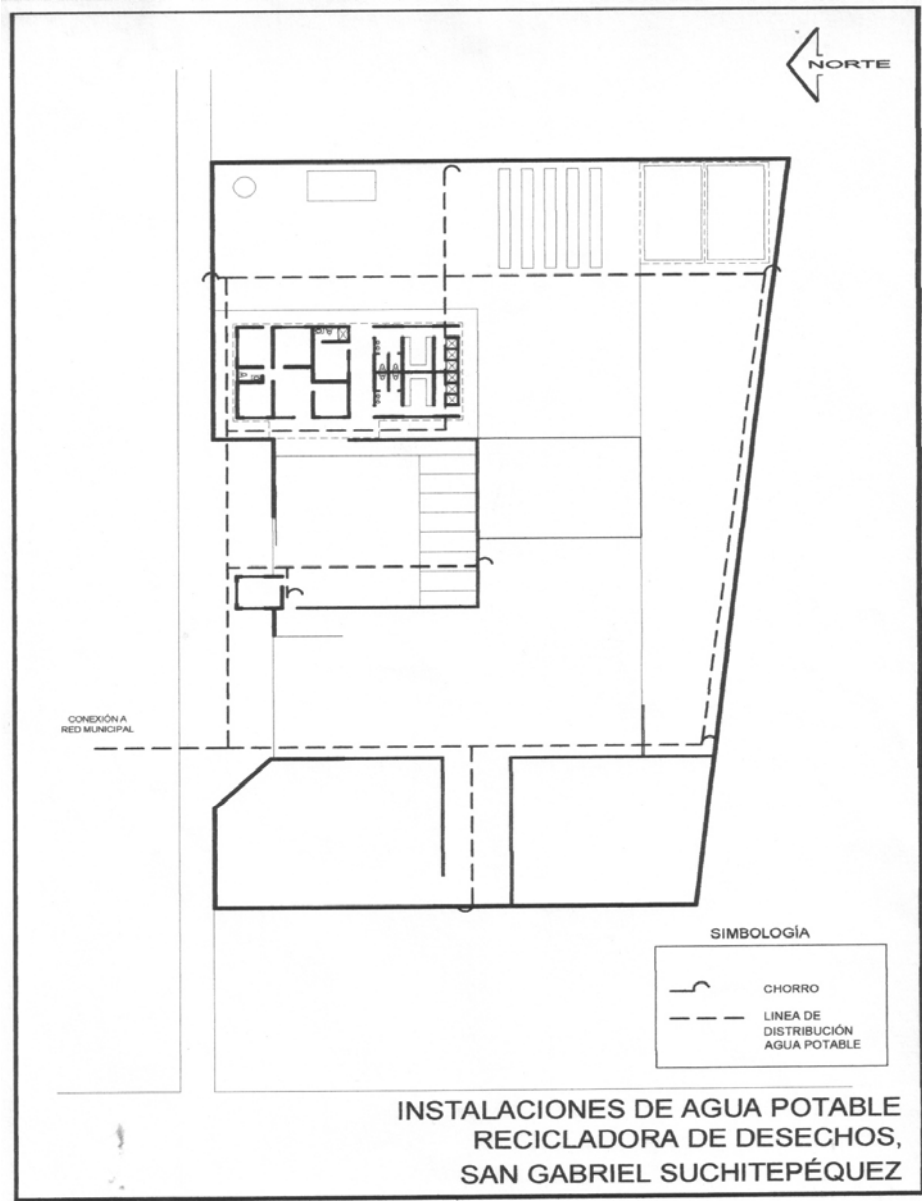 NORTE
CONEXIÓN A
RED MUNICIPAL
SIMBOLOGÍA
CHORRO
LINEA DE
DISTRIBUCIÓN
AGUA POTABLE
INSTALACIONES DE AGUA POTABLE
RECICLADORA DE DESECHOS,
SAN GABRIEL SUCHITEPÉQUEZ